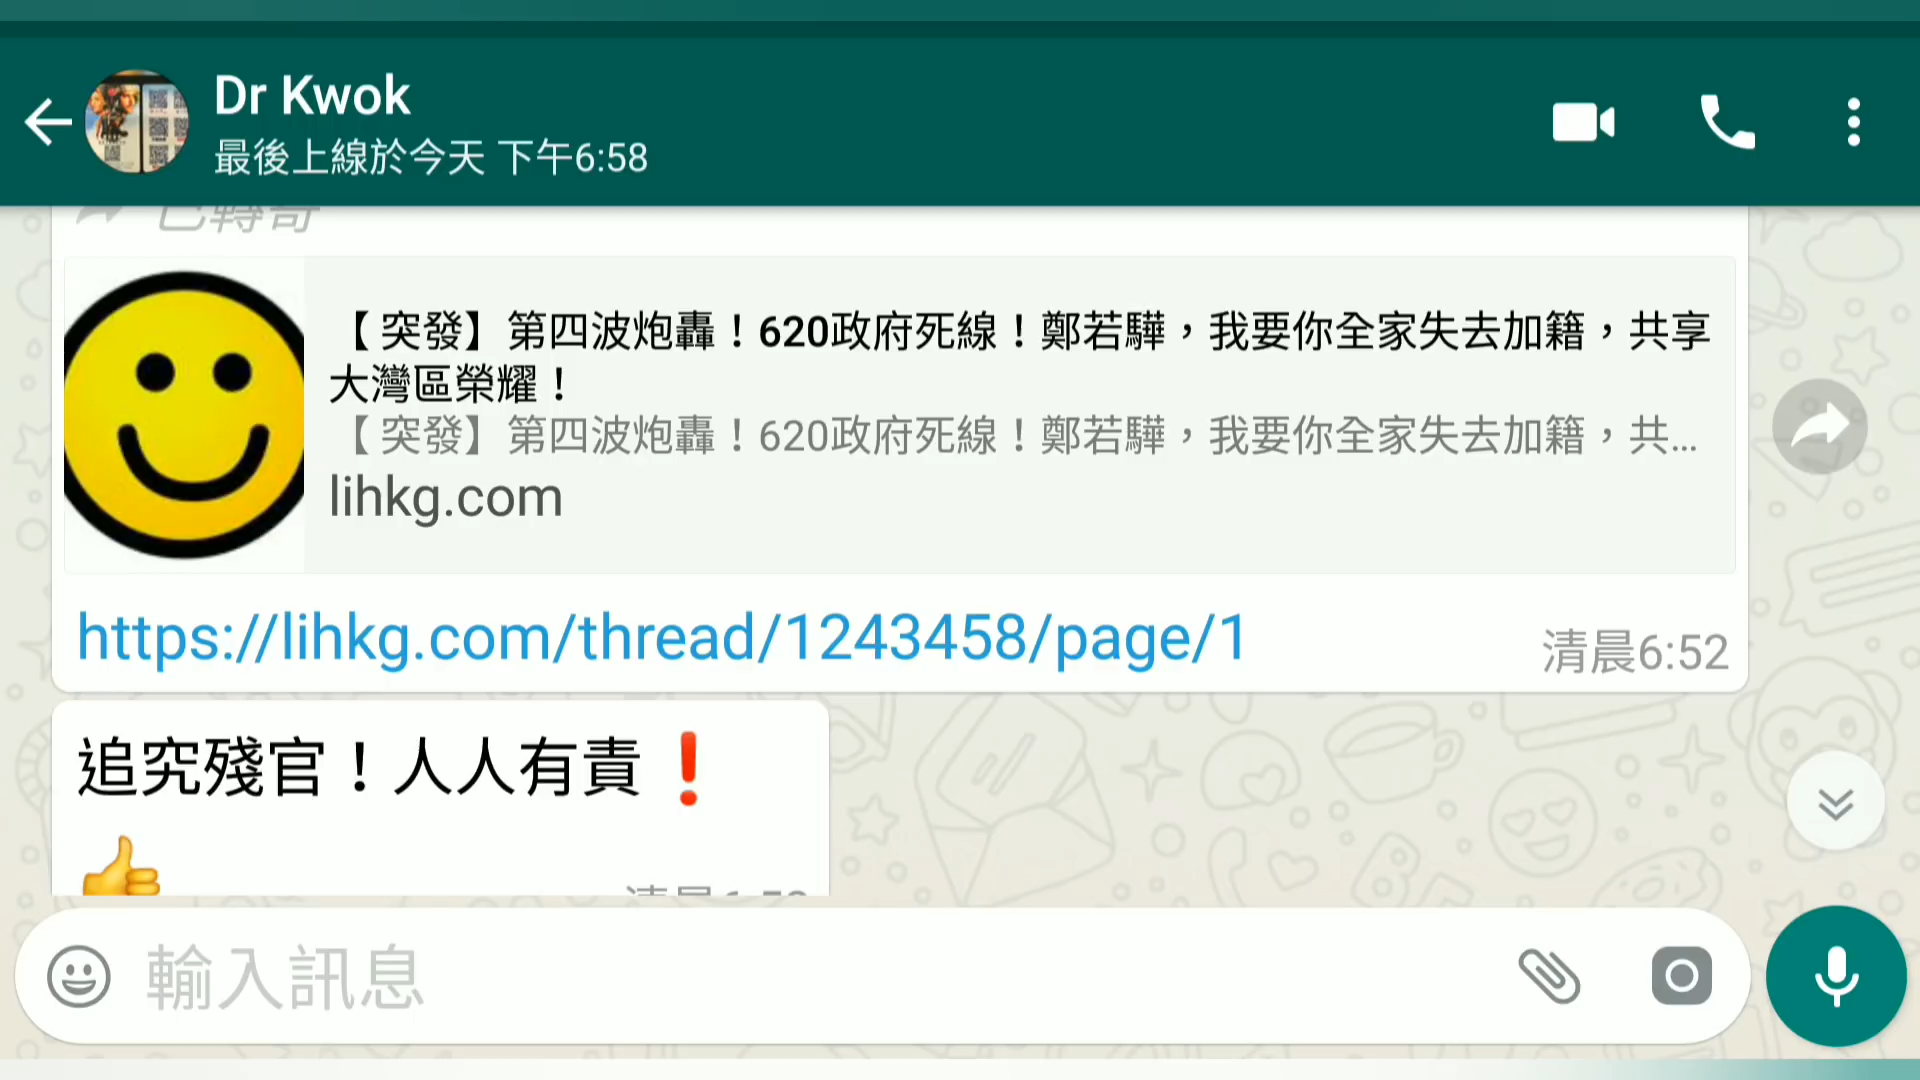 Dr Kwok
最後上線於今天 下午6:58
已轉寄
【突發】第四波炮轟！620政府死線！鄭若驊，我要你全家失去加籍，共享
大灣區榮耀！
【突發】第四波炮轟！620政府死線！鄭若驊，我要你全家失去加籍，共...
lihkg.com
https://lihkg.com/thread/1243458/page/1
清晨6:52
追究殘官！人人有責❗
👍
輸入訊息